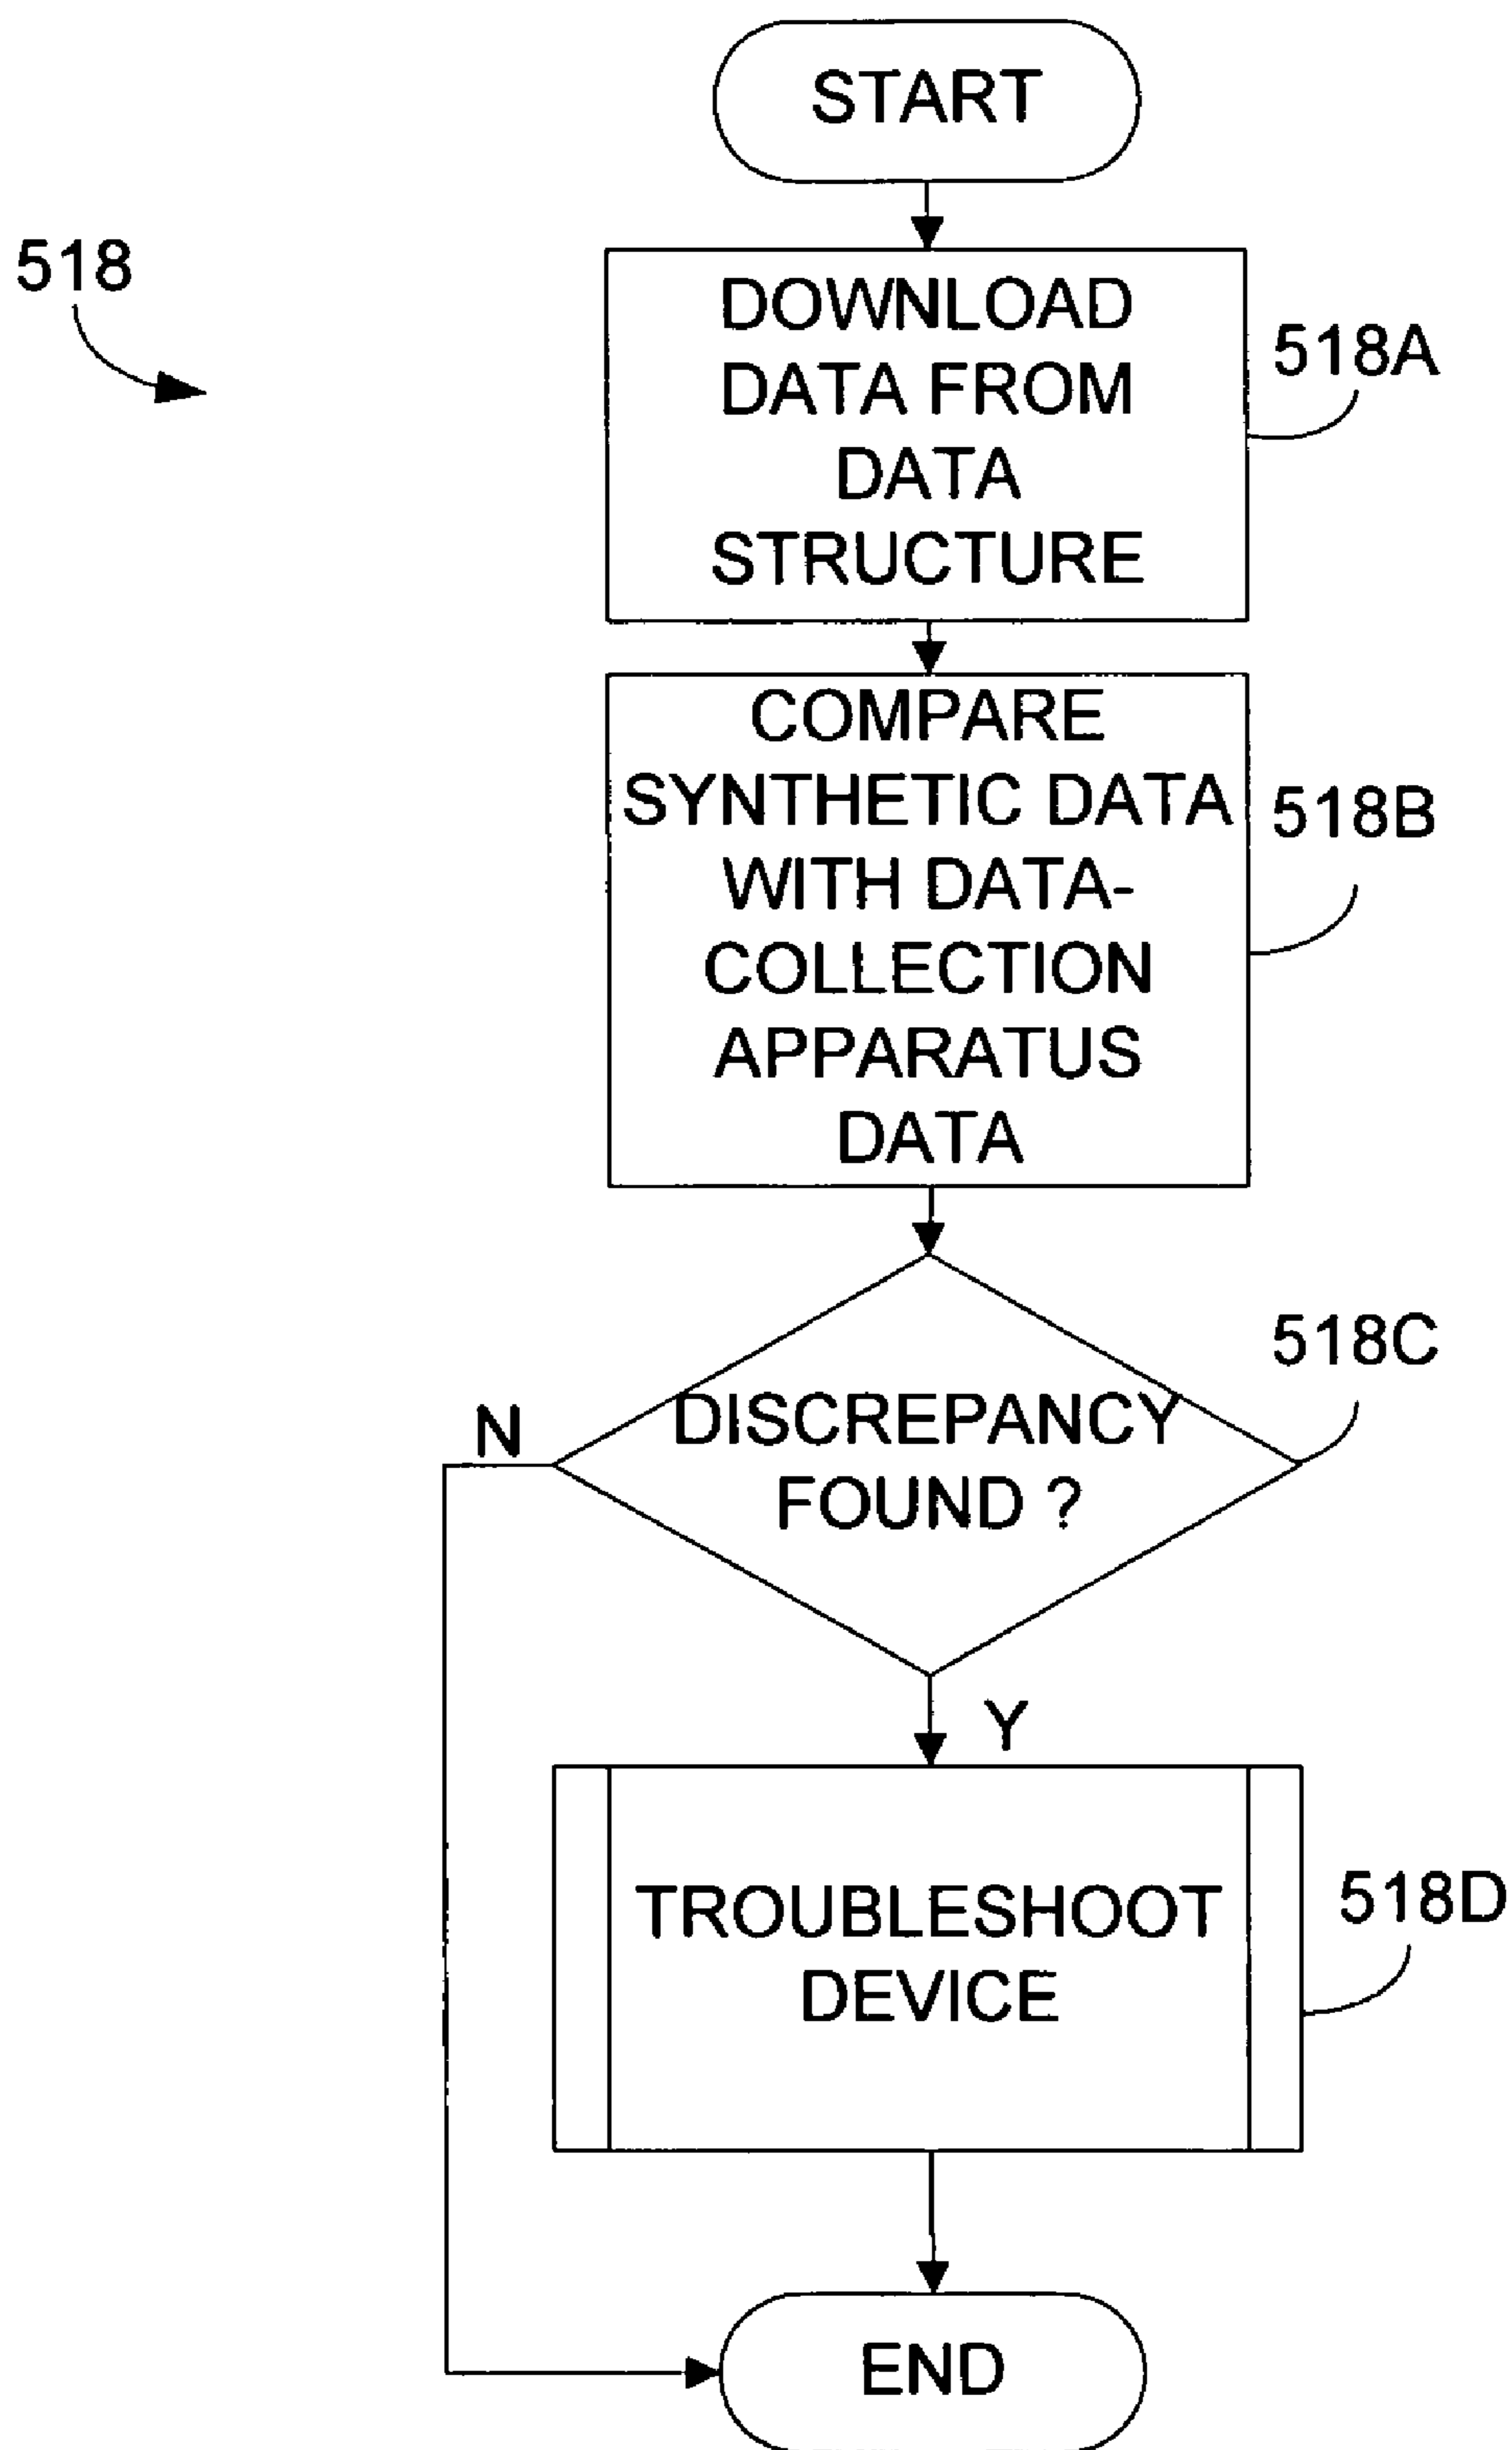 START
518
DOWNLOAD
DATA FROM
DATA
STRUCTURE
518A
COMPARE
SYNTHETIC DATA
WITH DATA-
COLLECTION
APPARATUS
DATA
518B
DISCREPANCY
FOUND ?
518C
N
Y
TROUBLESHOOT
DEVICE
518D
END